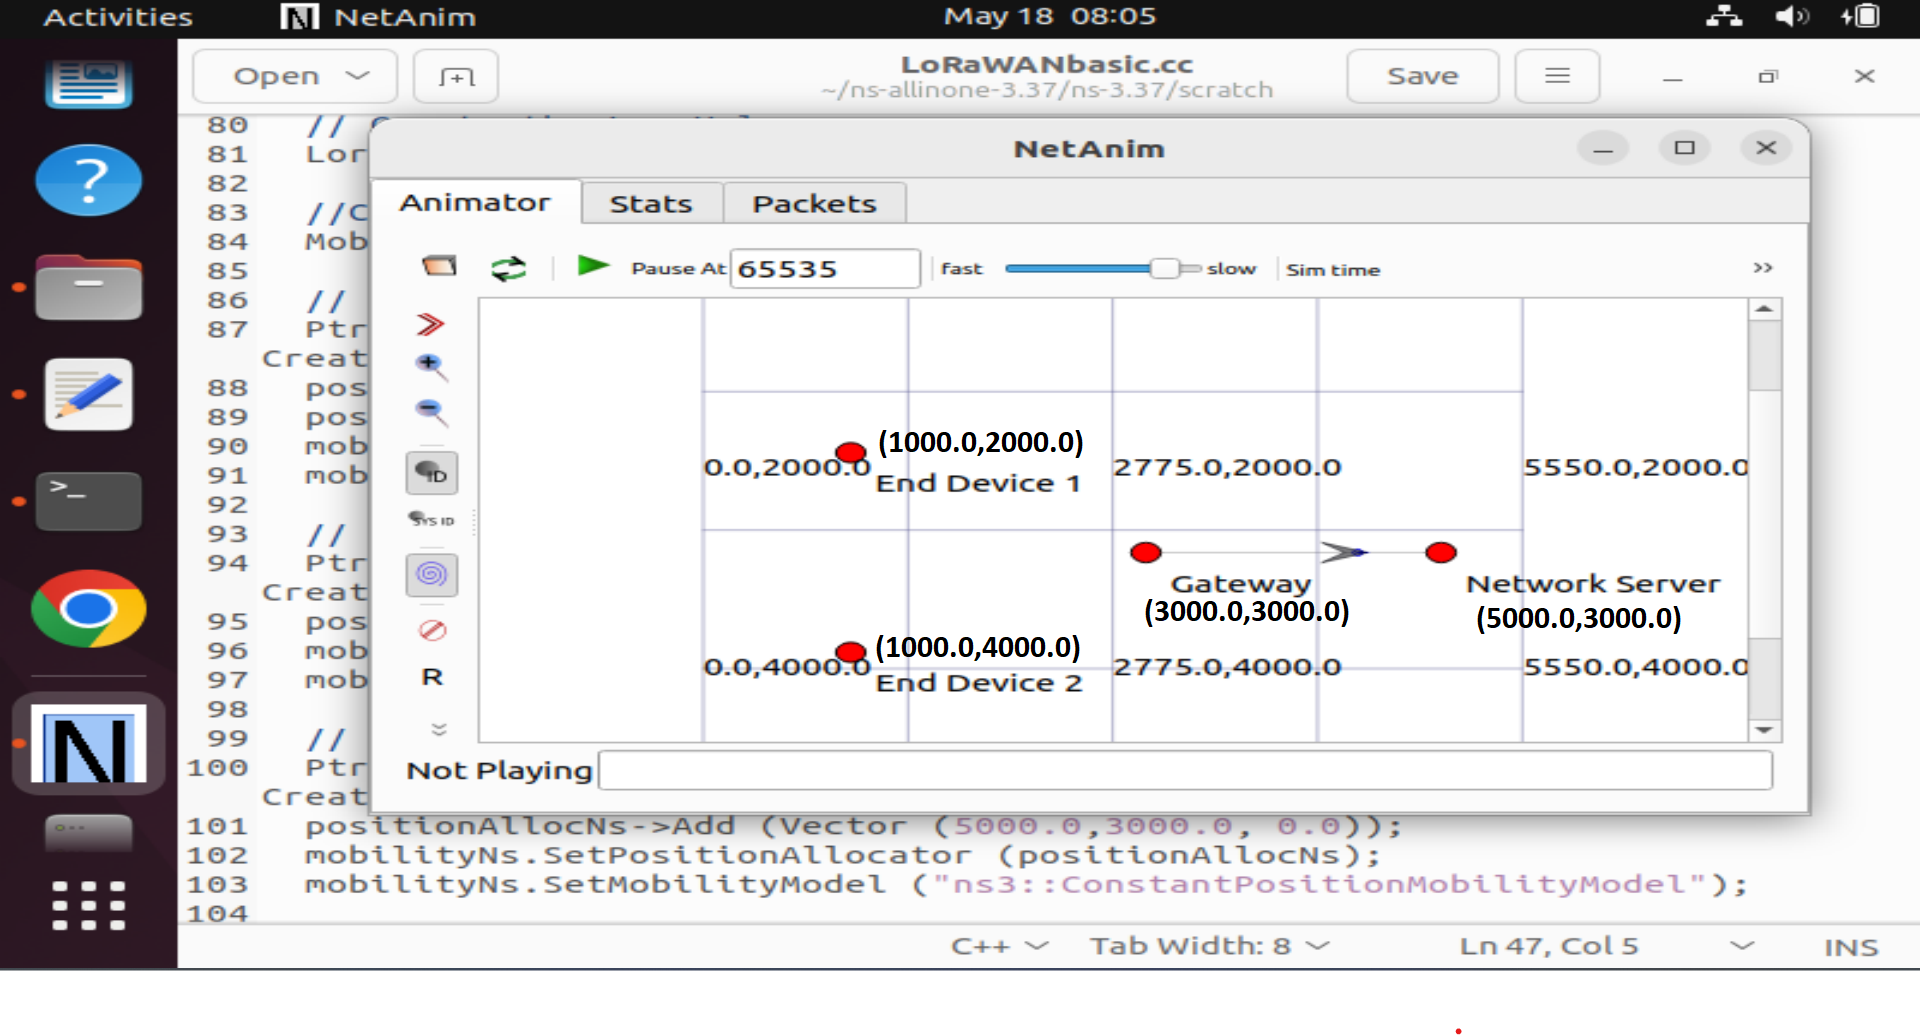 Activities
NetAnim
May 18 08:05
Open
LoRaWANbasic.cc
~/ns-allinone-3.37/ns-3.37/scratch
Save
80 //
81 Lor
82
83 //C
84 Mob
85
86 //
87 Ptr
Creat
88 pos
89 pos
90 mob
91 mob
92
93 //
94 Ptr
Creat
95 pos
96 mob
97 mob
98
99 //
100 Ptr
Creat
101 positionAllocNs->Add (Vector (5000.0,3000.0, 0.0));
102 mobilityNs.SetPositionAllocator (positionAllocNs);
103 mobilityNs.SetMobilityModel ("ns3::ConstantPositionMobilityModel");
104
NetAnim
Animator Stats Packets
Pause At 65535 fast slow Sim time »
ID
SYS ID
R
(1000.0,2000.0)
0.0,2000.0 2775.0,2000.0 5550.0,2000.0
End Device 1
Gateway Network Server
(3000.0,3000.0) (5000.0,3000.0)
(1000.0,4000.0)
0.0,4000.0 2775.0,4000.0 5550.0,4000.0
End Device 2
Not Playing
N
C++ Tab Width: 8 Ln 47, Col 5 INS